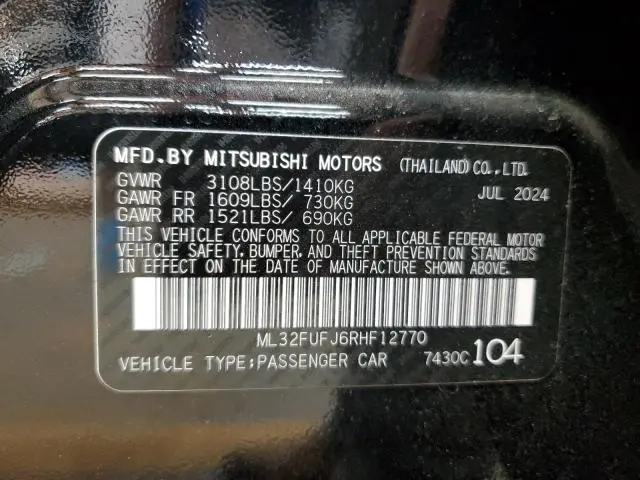 MFD.BY MITSUBISHI MOTORS (THAILAND) CO., LTD.
GVWR 3108LBS/1410KG JUL 2024
GAWR FR 1609LBS/ 730KG
GAWR RR 1521LBS/ 690KG
THIS VEHICLE CONFORMS TO ALL APPLICABLE FEDERAL MOTOR
VEHICLE SAFETY, BUMPER, AND THEFT PREVENTION STANDARDS
IN EFFECT ON THE DATE OF MANUFACTURE SHOWN ABOVE.
ML32FUFJ6RHF12770
VEHICLE TYPE;PASSENGER CAR 7430C 104